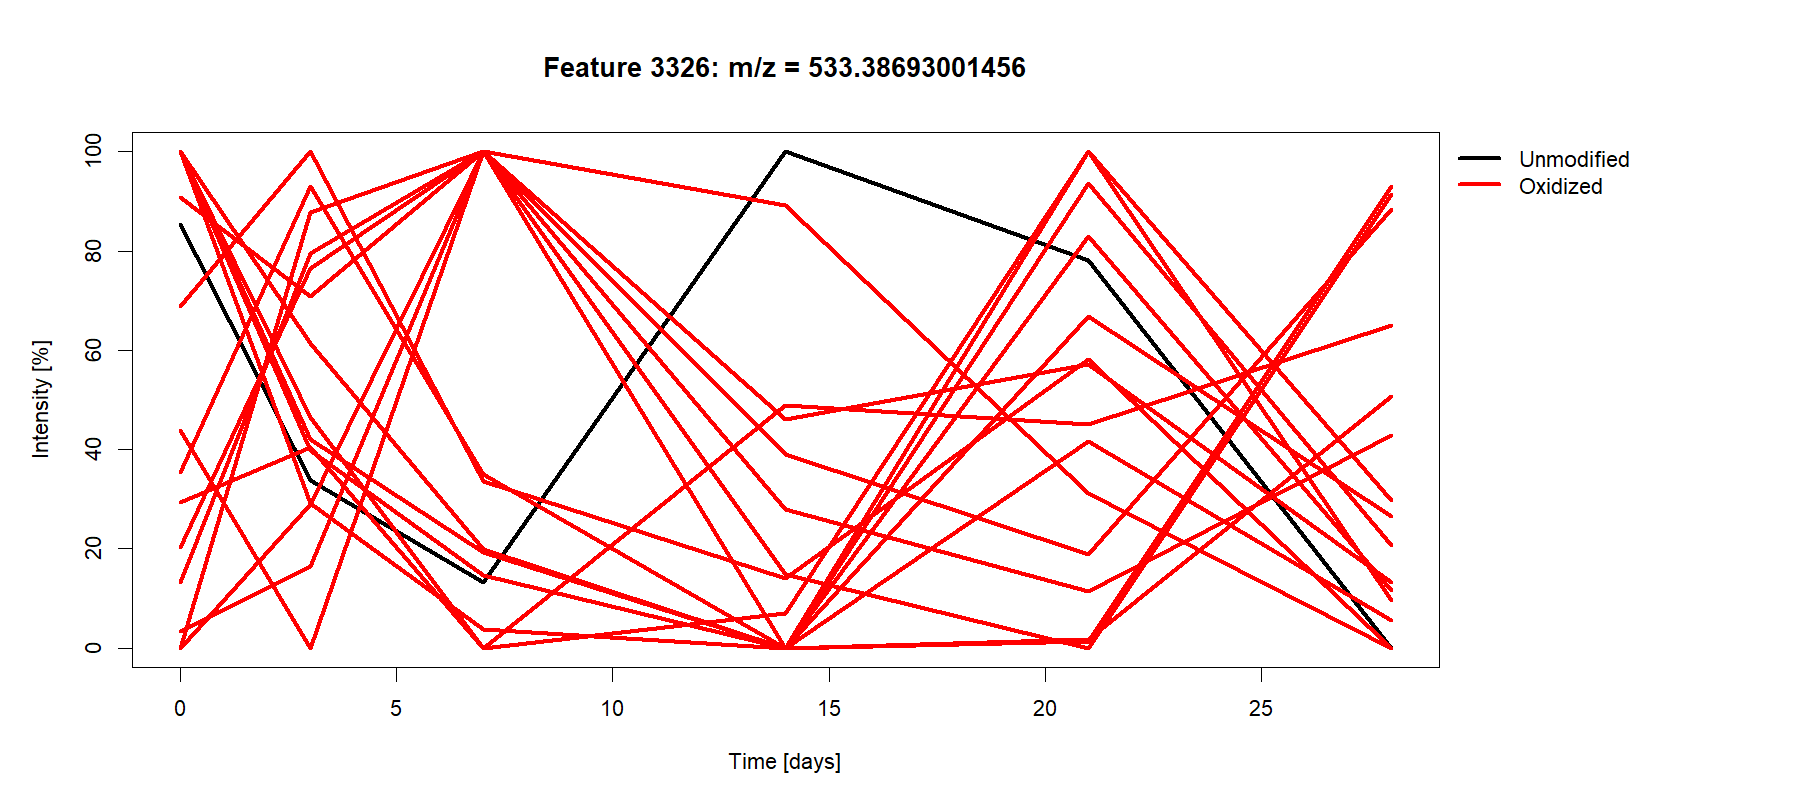 Feature 3326: m/z = 533.38693001456
Unmodified
Oxidized
Intensity [%]
100
80
60
40
20
0
0 5 10 15 20 25
Time [days]